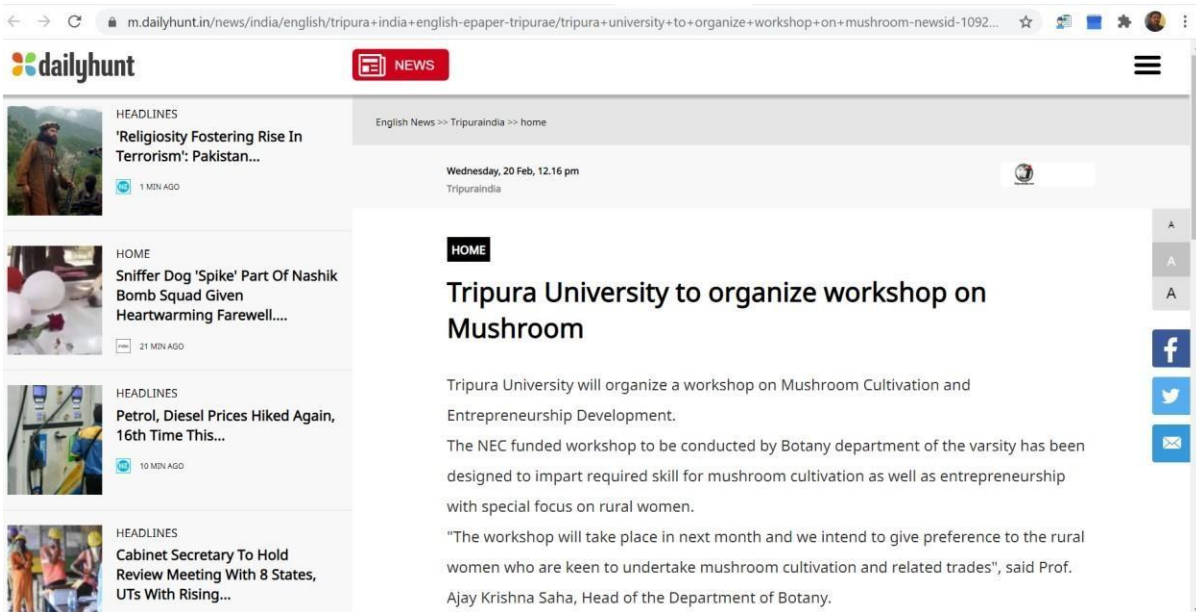 m.dailyhunt.in/news/india/english/tripura+india+english-epaper-tripurae/tripura+university+to+organize+workshop+on+mushroom-newsid-1092...
dailyhunt
NEWS
HEADLINES
'Religiosity Fostering Rise In
Terrorism': Pakistan...
1 MIN AGO
HOME
Sniffer Dog 'Spike' Part Of Nashik
Bomb Squad Given
Heartwarming Farewell....
21 MIN AGO
HEADLINES
Petrol, Diesel Prices Hiked Again,
16th Time This...
10 MIN AGO
HEADLINES
Cabinet Secretary To Hold
Review Meeting With 8 States,
UTs With Rising...
English News >> Tripuraindia >> home
Wednesday, 20 Feb, 12.16 pm
Tripuraindia
HOME
Tripura University to organize workshop on
Mushroom
Tripura University will organize a workshop on Mushroom Cultivation and
Entrepreneurship Development.
The NEC funded workshop to be conducted by Botany department of the varsity has been
designed to impart required skill for mushroom cultivation as well as entrepreneurship
with special focus on rural women.
"The workshop will take place in next month and we intend to give preference to the rural
women who are keen to undertake mushroom cultivation and related trades", said Prof.
Ajay Krishna Saha, Head of the Department of Botany.
A
A
A